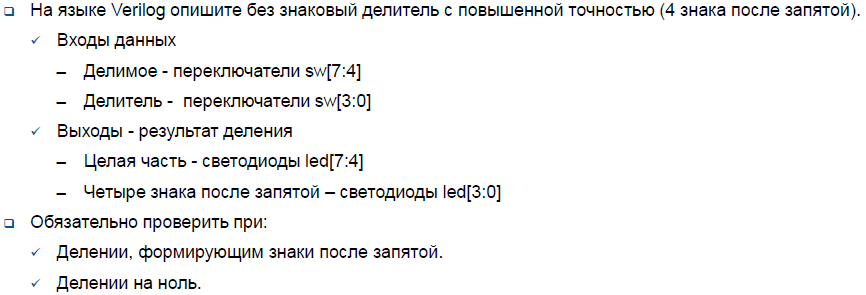 На языке Verilog опишите без знаковый делитель с повышенной точностью (4 знака после запятой).
Входы данных
– Делимое - переключатели sw[7:4]
– Делитель - переключатели sw[3:0]
Выходы - результат деления
– Целая часть - светодиоды led[7:4]
– Четыре знака после запятой – светодиоды led[3:0]
Обязательно проверить при:
Делении, формирующим знаки после запятой.
Делении на ноль.